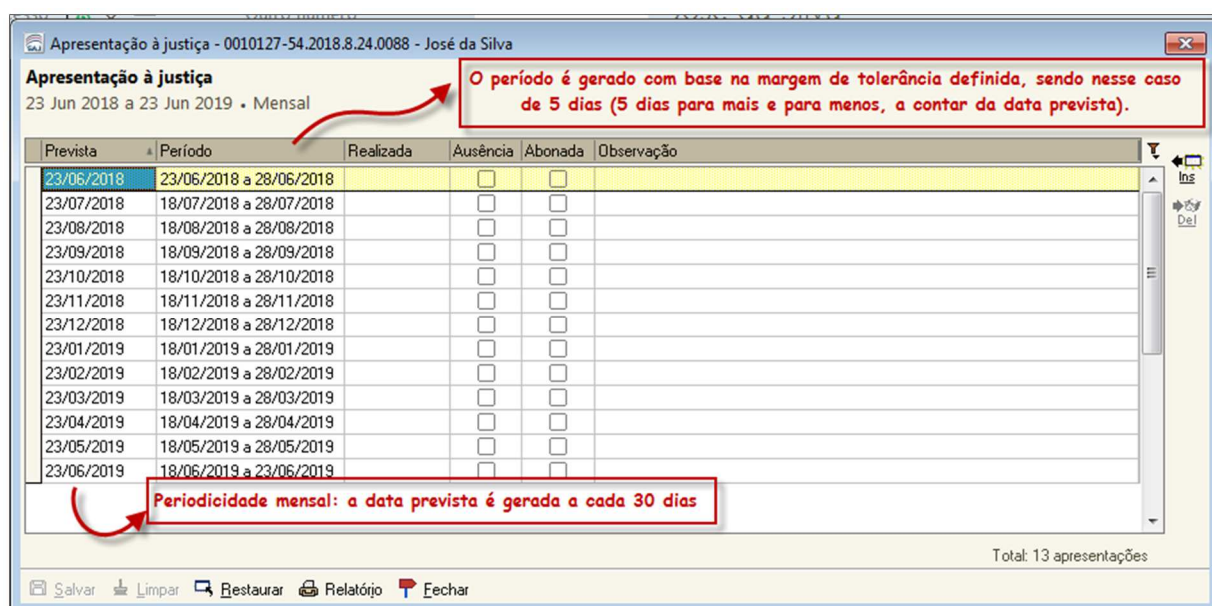 Apresentação à justiça - 0010127-54.2018.8.24.0088 - José da Silva
Apresentação à justiça
23 Jun 2018 a 23 Jun 2019 • Mensal
O período é gerado com base na margem de tolerância definida, sendo nesse caso
de 5 dias (5 dias para mais e para menos, a contar da data prevista).
Prevista Período Realizada Ausência Abonada Observação
23/06/2018 23/06/2018 a 28/06/2018
23/07/2018 18/07/2018 a 28/07/2018
23/08/2018 18/08/2018 a 28/08/2018
23/09/2018 18/09/2018 a 28/09/2018
23/10/2018 18/10/2018 a 28/10/2018
23/11/2018 18/11/2018 a 28/11/2018
23/12/2018 18/12/2018 a 28/12/2018
23/01/2019 18/01/2019 a 28/01/2019
23/02/2019 18/02/2019 a 28/02/2019
23/03/2019 18/03/2019 a 28/03/2019
23/04/2019 18/04/2019 a 28/04/2019
23/05/2019 18/05/2019 a 28/05/2019
23/06/2019 18/06/2019 a 23/06/2019
Ins
Del
Periodicidade mensal: a data prevista é gerada a cada 30 dias
Total: 13 apresentações
Salvar Limpar Restaurar Relatório Fechar